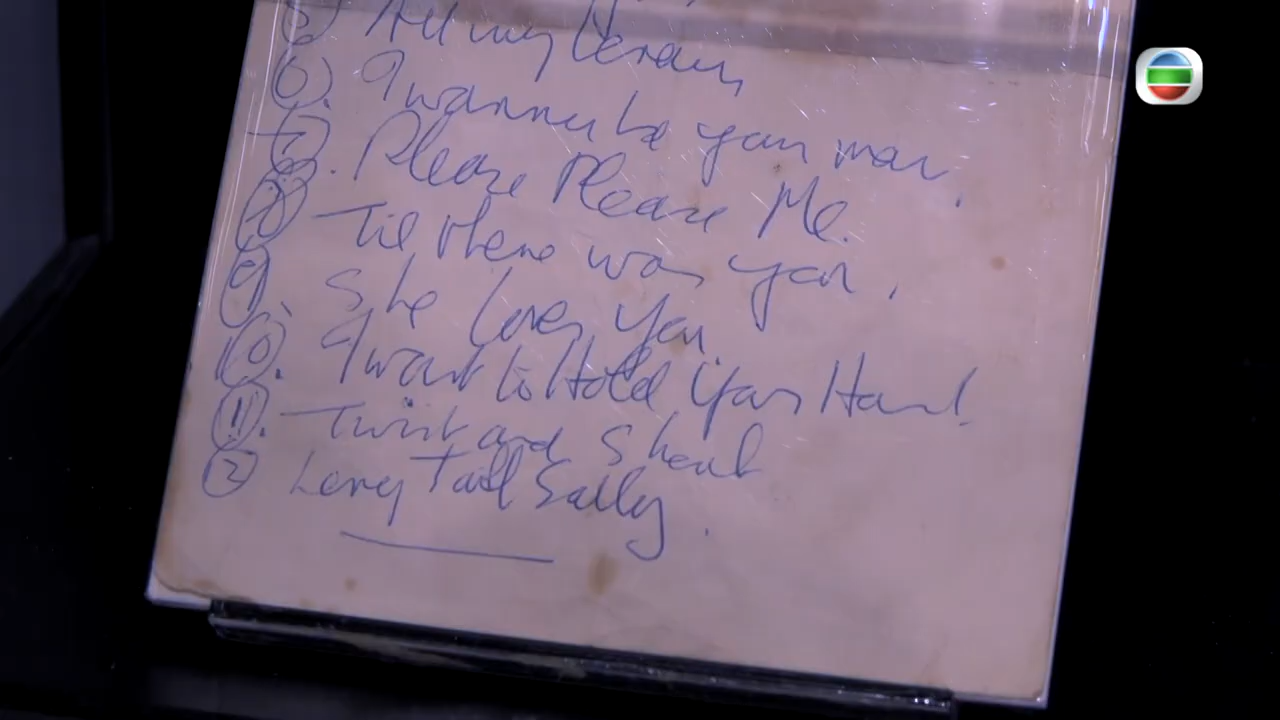 5) All my loving
6). I wanna be your man.
7). Please Please Me.
8) Til there was you.
9). She loves you.
10). I want to Hold your Hand!
11). Twist and Shout
12) Long Tall Sally.